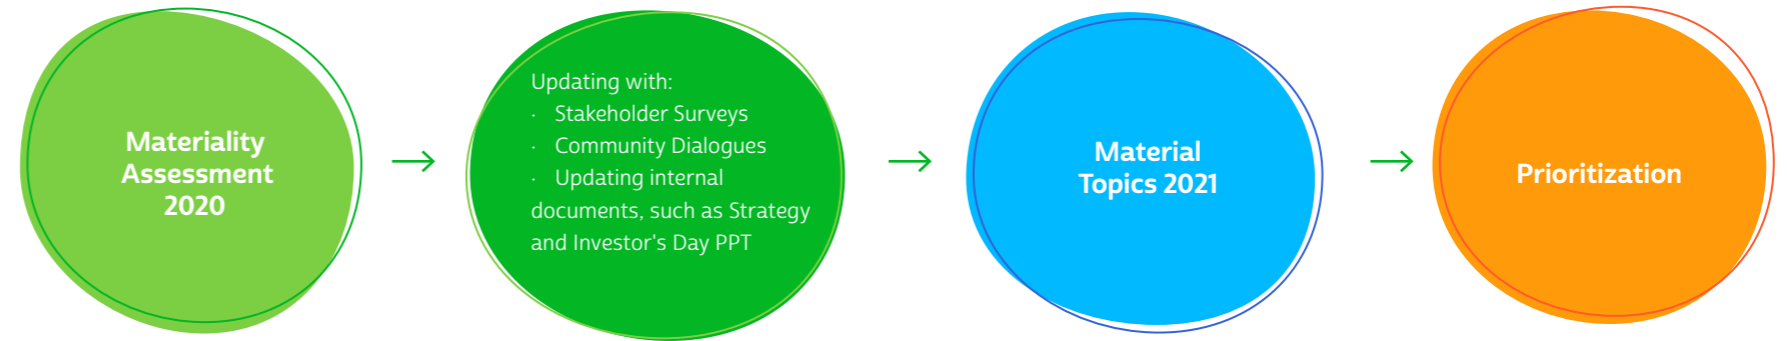 Materiality
Assessment
2020
Updating with:
· Stakeholder Surveys
· Community Dialogues
· Updating internal
documents, such as Strategy
and Investor's Day PPT
Material
Topics 2021
Prioritization